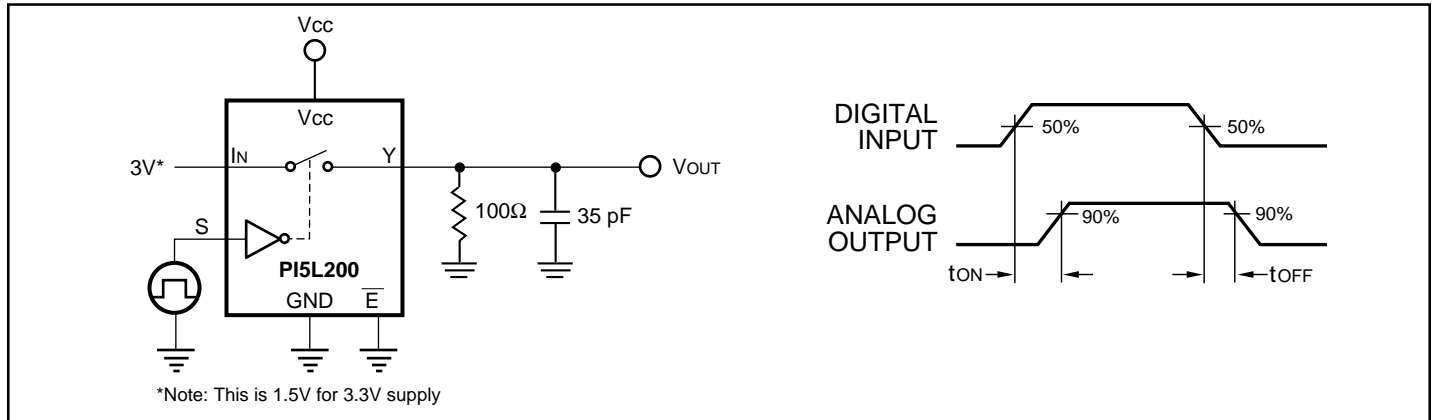 Vcc
Vcc
3V*
IN
Y
VOUT
100Ω
35 pF
S
PI5L200
GND
E
*Note: This is 1.5V for 3.3V supply
DIGITAL
INPUT
50%
50%
ANALOG
OUTPUT
90%
90%
tON
tOFF